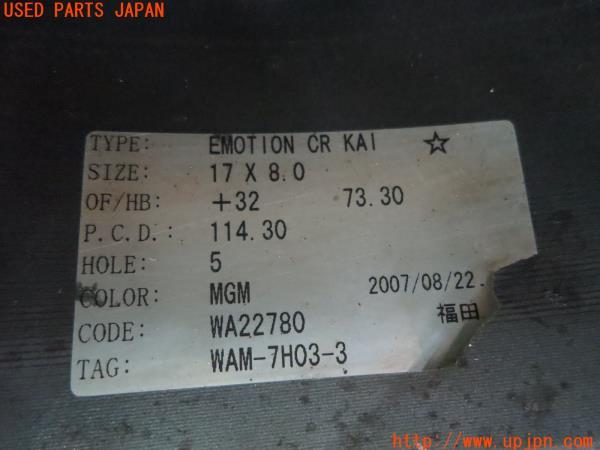 USED PARTS JAPAN
TYPE: EMOTION CR KAI ☆
SIZE: 17 X 8.0
OF/HB: +32 73.30
P.C.D.: 114.30
HOLE: 5
COLOR: MGM 2007/08/22.
CODE: WA22780 福田
TAG: WAM-7H03-3
http://www.upjpn.com